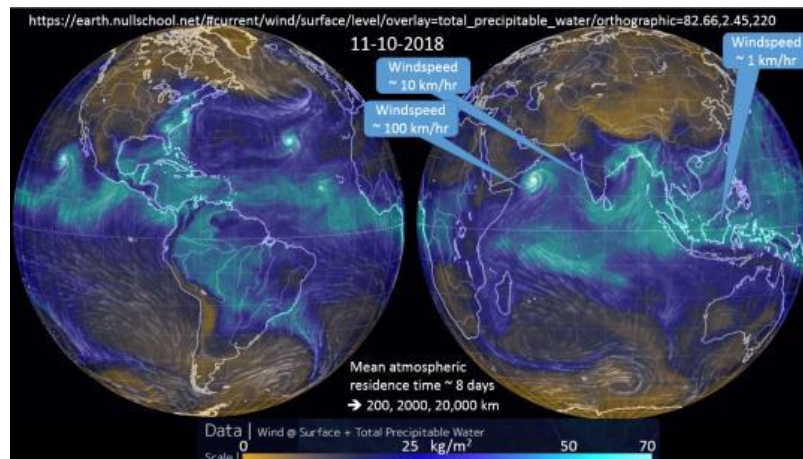 https://earth.nullschool.net/#current/wind/surface/level/overlay=total_precipitable_water/orthographic=82.66,2.45,220
11-10-2018
Windspeed
~ 1 km/hr
Windspeed
~ 10 km/hr
Windspeed
~ 100 km/hr
Mean atmospheric
residence time ~ 8 days
➔ 200, 2000, 20,000 km
Data | Wind @ Surface + Total Precipitable Water
Scale | 0 25 kg/m² 50 70